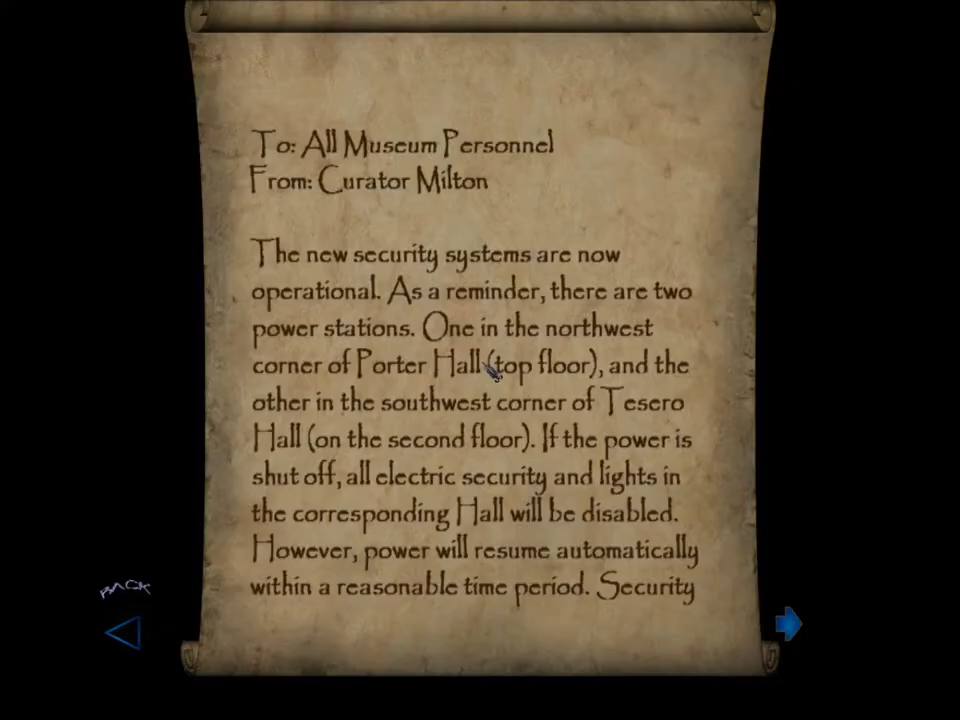 To: All Museum Personnel
From: Curator Milton
The new security systems are now
operational. As a reminder, there are two
power stations. One in the northwest
corner of Porter Hall (top floor), and the
other in the southwest corner of Tesero
Hall (on the second floor). If the power is
shut off, all electric security and lights in
the corresponding Hall will be disabled.
However, power will resume automatically
within a reasonable time period. Security
BACK